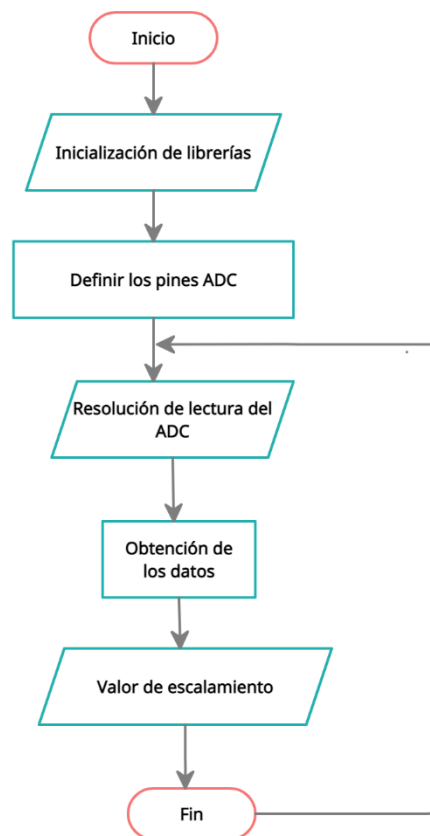 Inicio
Inicialización de librerías
Definir los pines ADC
Resolución de lectura del
ADC
Obtención de
los datos
Valor de escalamiento
Fin